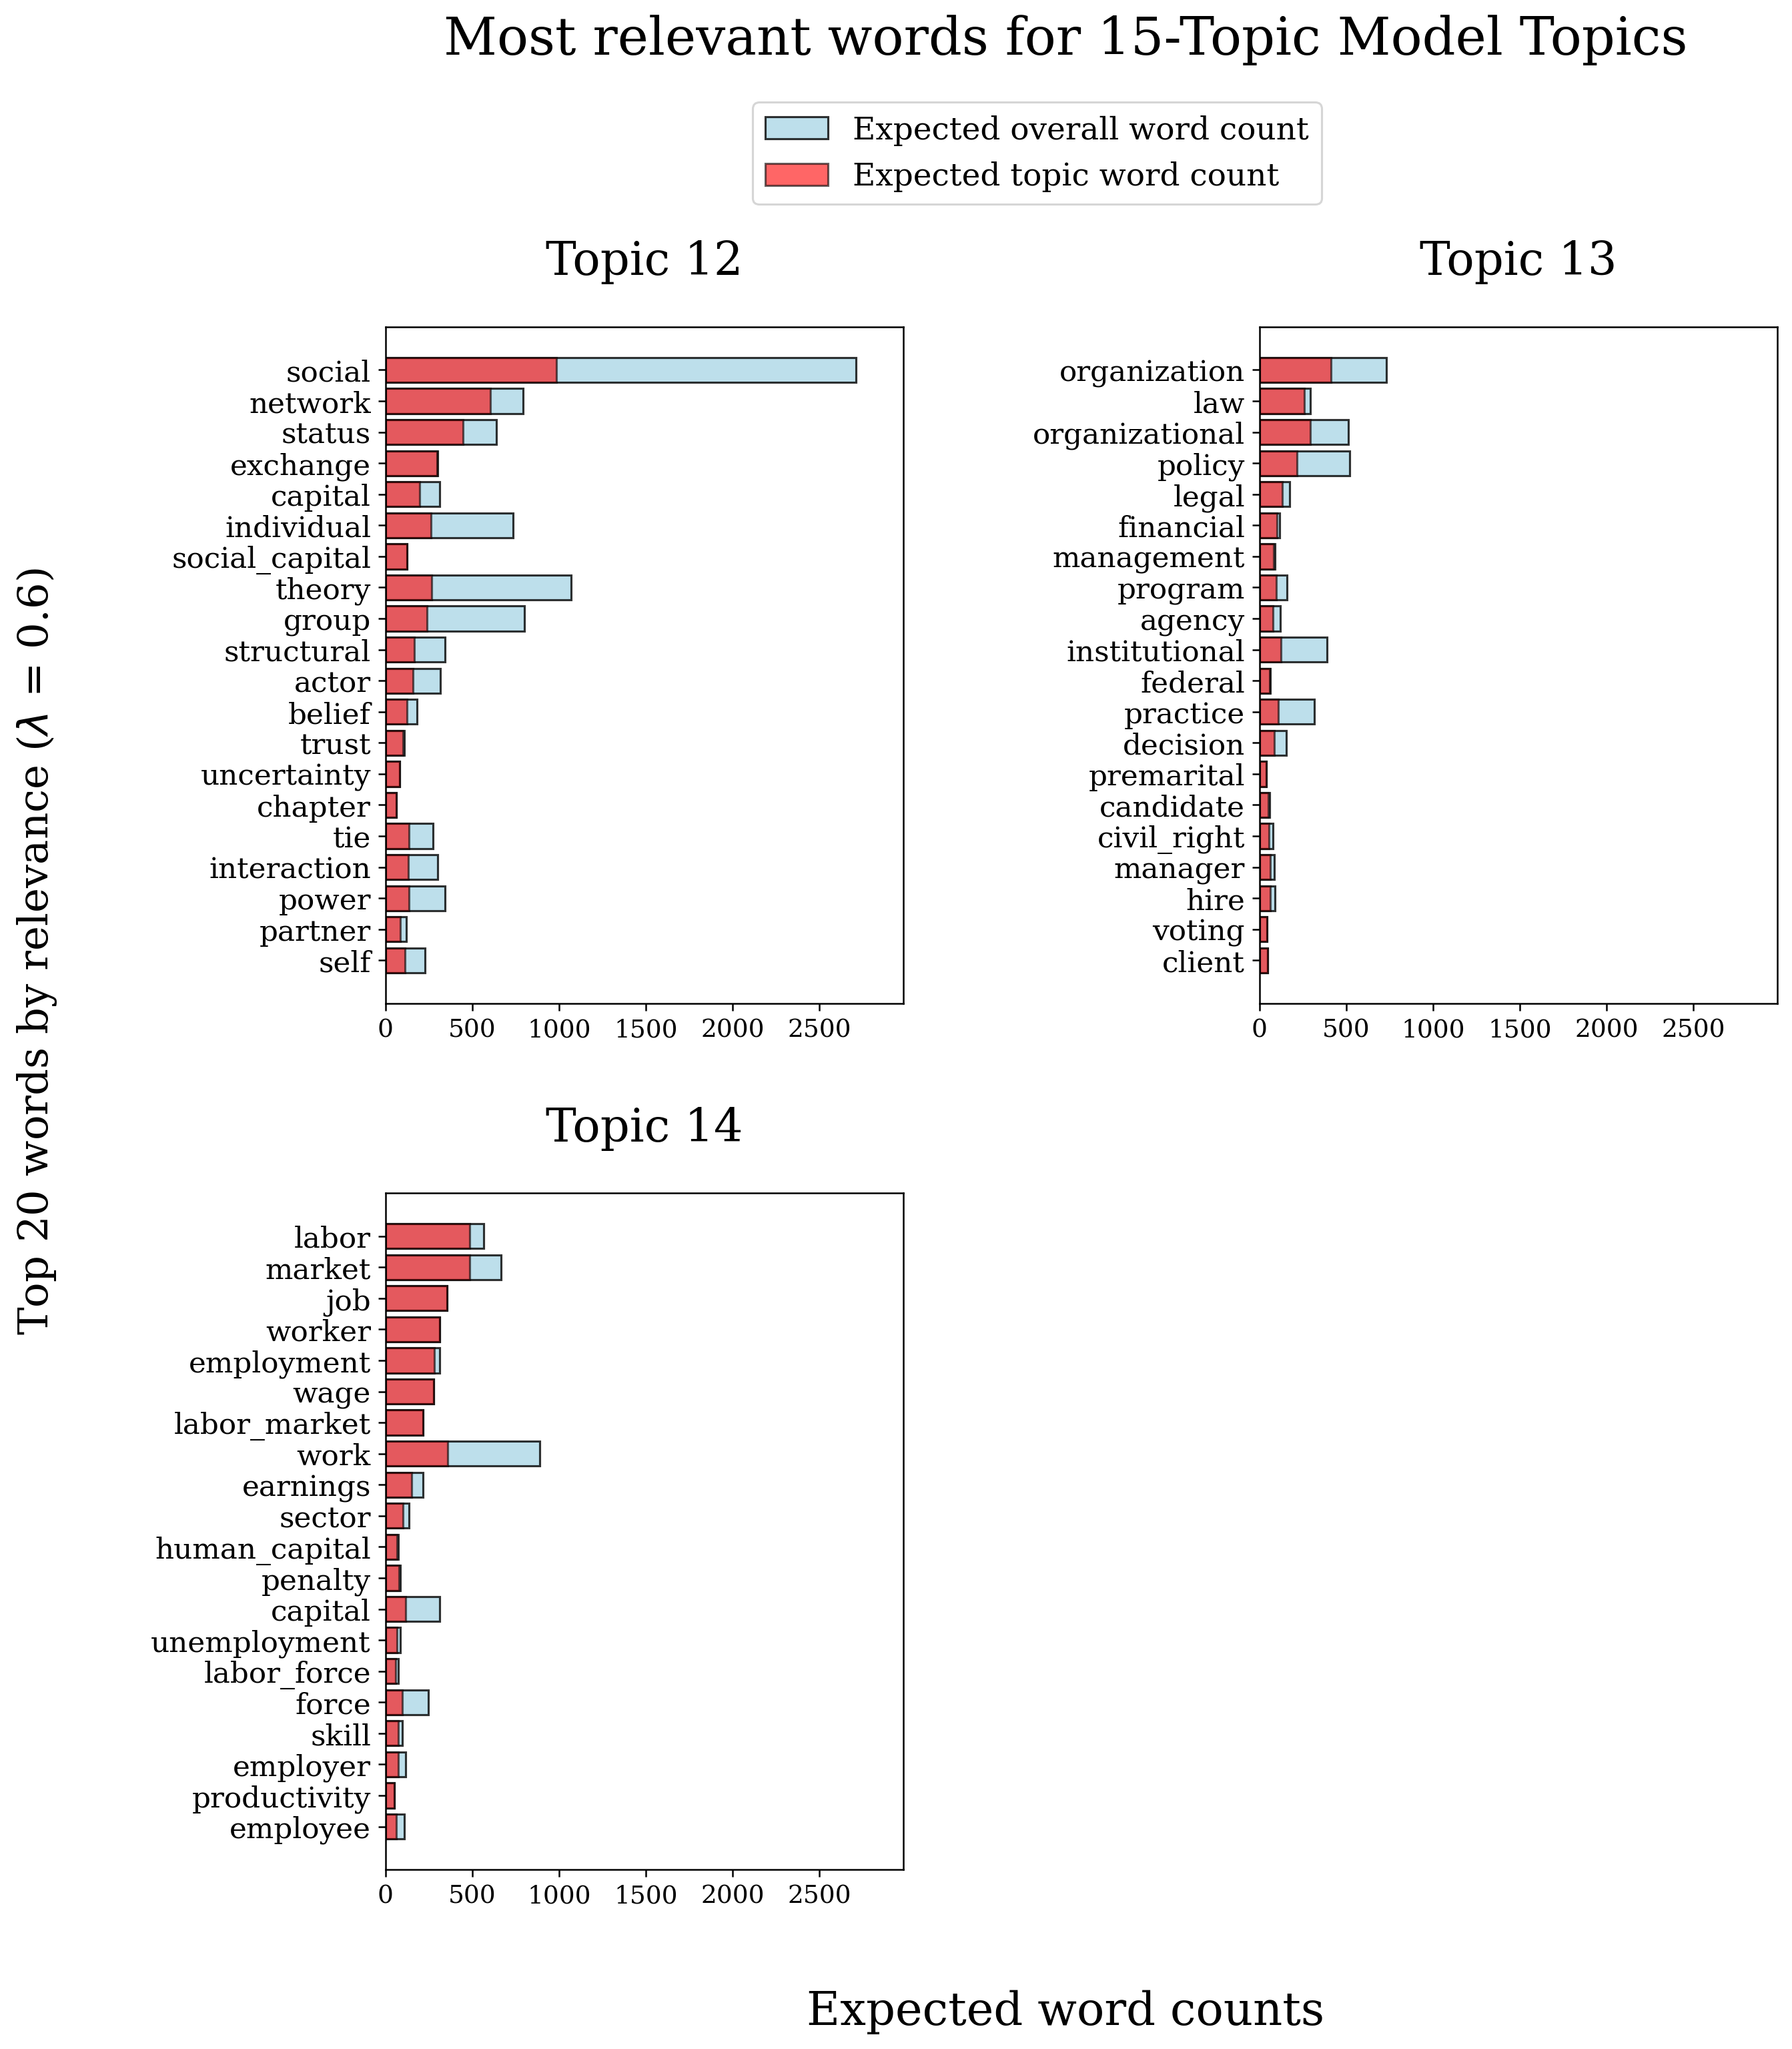 Most relevant words for 15-Topic Model Topics
Expected overall word count
Expected topic word count
Top 20 words by relevance (λ = 0.6)
Topic 12
social
network
status
exchange
capital
individual
social_capital
theory
group
structural
actor
belief
trust
uncertainty
chapter
tie
interaction
power
partner
self
0 500 1000 1500 2000 2500
Topic 13
organization
law
organizational
policy
legal
financial
management
program
agency
institutional
federal
practice
decision
premarital
candidate
civil_right
manager
hire
voting
client
0 500 1000 1500 2000 2500
Topic 14
labor
market
job
worker
employment
wage
labor_market
work
earnings
sector
human_capital
penalty
capital
unemployment
labor_force
force
skill
employer
productivity
employee
0 500 1000 1500 2000 2500
Expected word counts